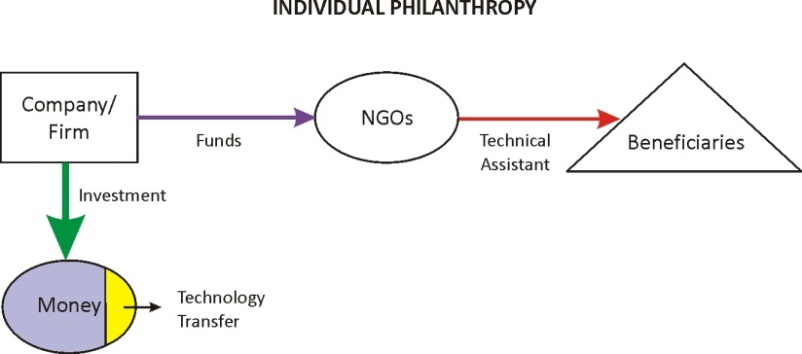 INDIVIDUAL PHILANTHROPY
Company/
Firm
Funds
NGOs
Technical
Assistant
Beneficiaries
Investment
Money
Technology
Transfer